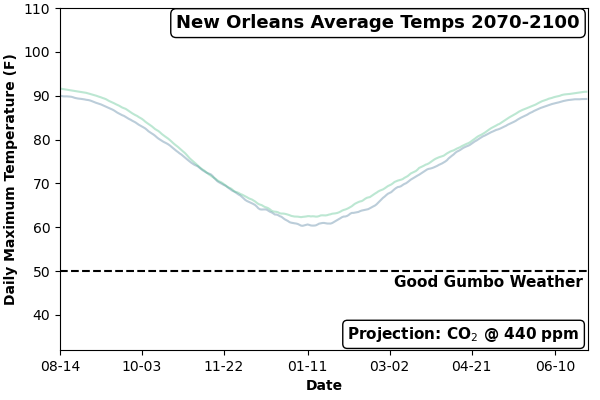 New Orleans Average Temps 2070-2100
Daily Maximum Temperature (F)
110
100
90
80
70
60
50
40
Good Gumbo Weather
Projection: CO₂ @ 440 ppm
08-14 10-03 11-22 01-11 03-02 04-21 06-10
Date